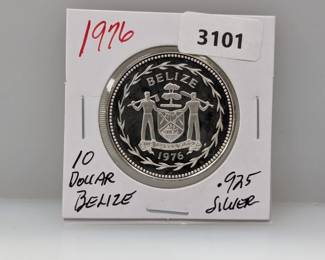 1976
3101
BELIZE
1976
10
DOLLAR
BELIZE
.925
SILVER